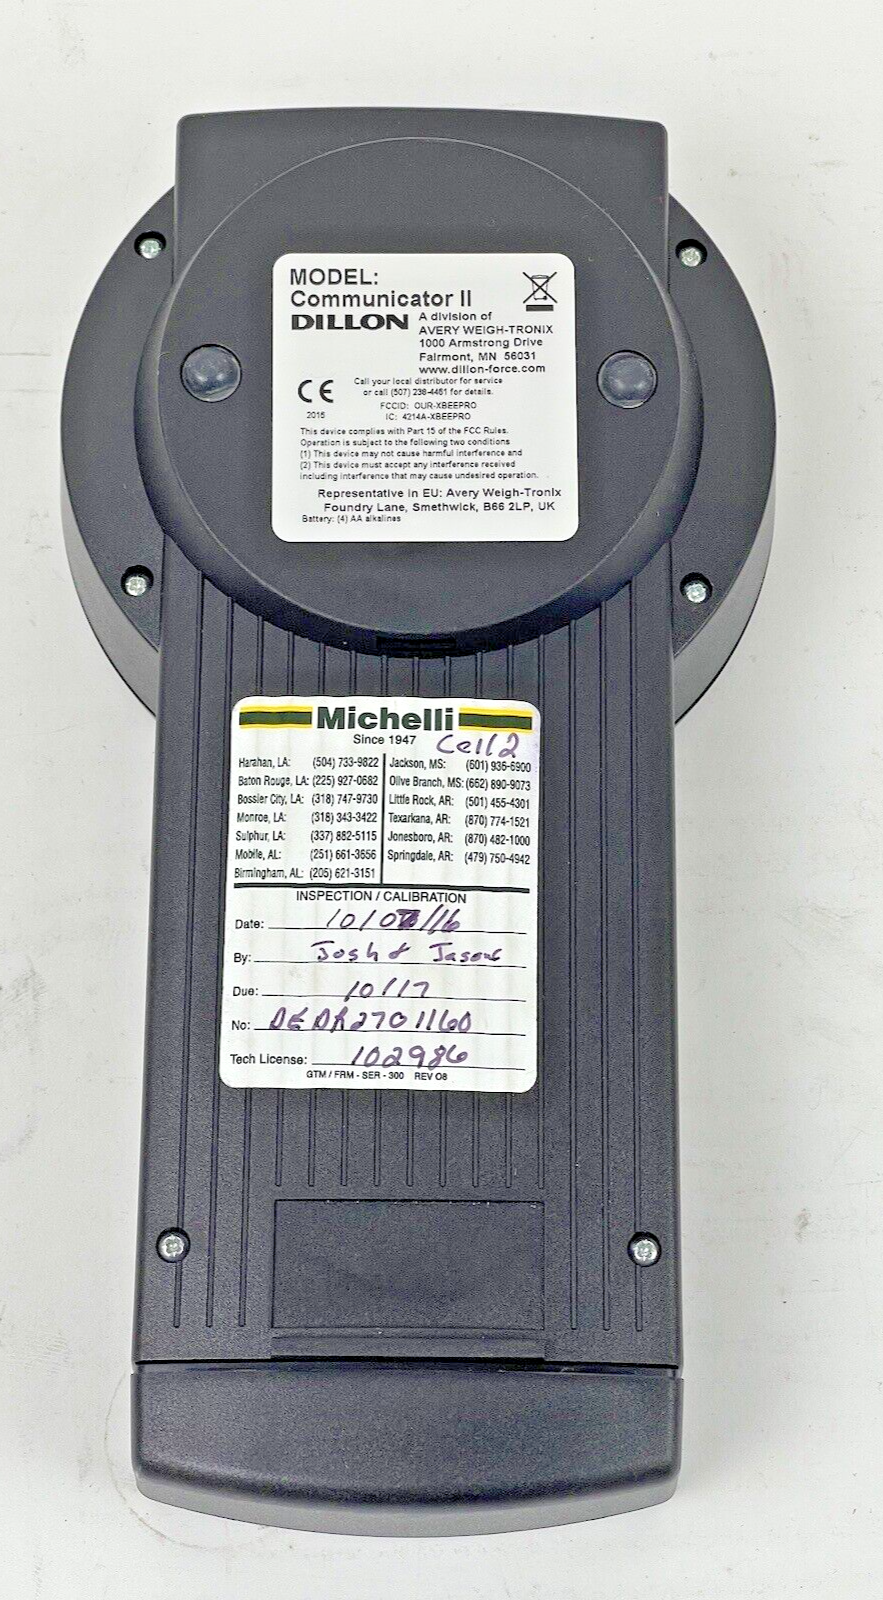 MODEL:
Communicator II
DILLON
A division of
AVERY WEIGH-TRONIX
1000 Armstrong Drive
Fairmont, MN 56031
www.dillon-force.com
CE
2016
Call your local distributor for service
or call (507) 238-4461 for details.
FCCID: OUR-XBEEPRO
IC: 4214A-XBEEPRO
This device complies with Part 15 of the FCC Rules.
Operation is subject to the following two conditions
(1) This device may not cause harmful interference and
(2) This device must accept any interference received
including interference that may cause undesired operation.
Representative in EU: Avery Weigh-Tronix
Foundry Lane, Smethwick, B66 2LP, UK
Battery: (4) AA alkalines
Michelli
Since 1947
Cell 2
Harahan, LA: (504) 733-9822
Baton Rouge, LA: (225) 927-0682
Bossier City, LA: (318) 747-9730
Monroe, LA: (318) 343-3422
Sulphur, LA: (337) 882-5115
Mobile, AL: (251) 661-3656
Birmingham, AL: (205) 621-3151
Jackson, MS: (601) 936-6900
Olive Branch, MS: (662) 890-9073
Little Rock, AR: (501) 455-4301
Texarkana, AR: (870) 774-1521
Jonesboro, AR: (870) 482-1000
Springdale, AR: (479) 750-4942
INSPECTION / CALIBRATION
Date: 10/ /16
By: Josh &
Due: 10/17
No: DEDR2701160
Tech License: 102986
GTM / FRM - SER - 300 REV 08